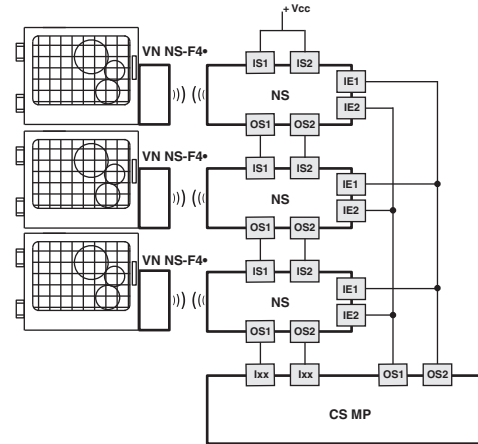 + Vcc
VN NS-F4•
IS1 IS2
NS
IE1
IE2
OS1 OS2
VN NS-F4•
IS1 IS2
NS
IE1
IE2
OS1 OS2
VN NS-F4•
IS1 IS2
NS
IE1
IE2
OS1 OS2
Ixx Ixx OS1 OS2
CS MP